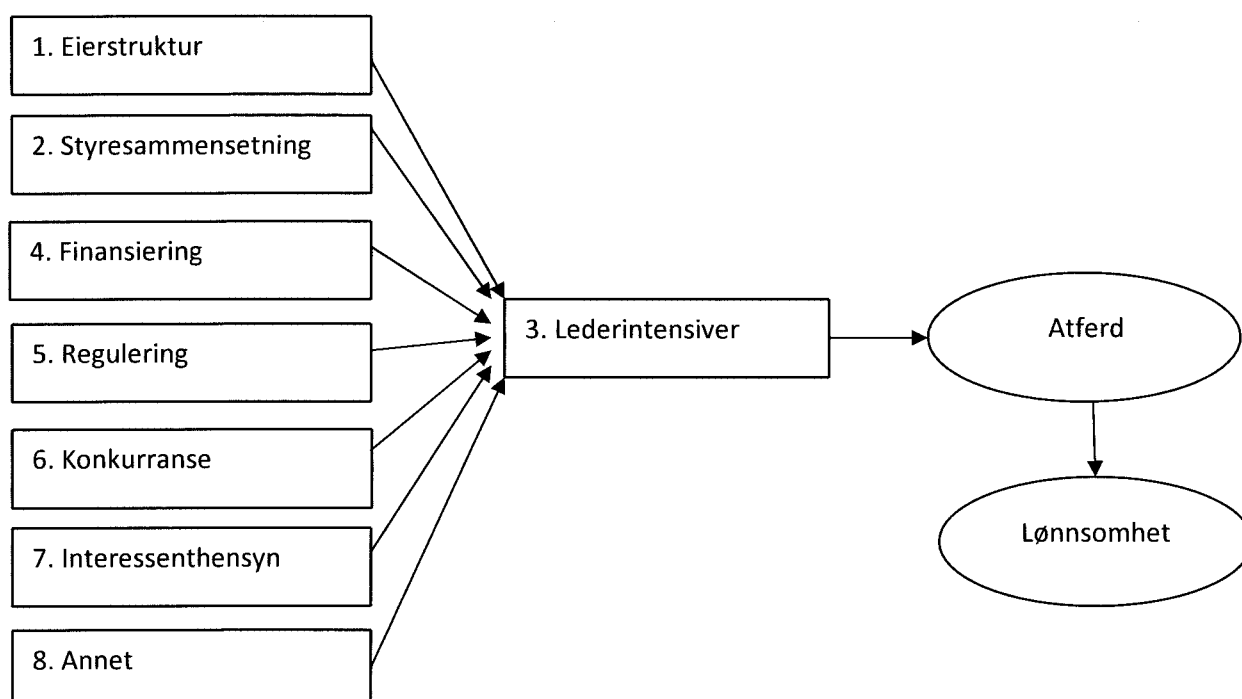 1. Eierstruktur
2. Styresammensetning
4. Finansiering
3. Lederintensiver
Atferd
5. Regulering
6. Konkurranse
7. Interessenthensyn
Lønnsomhet
8. Annet